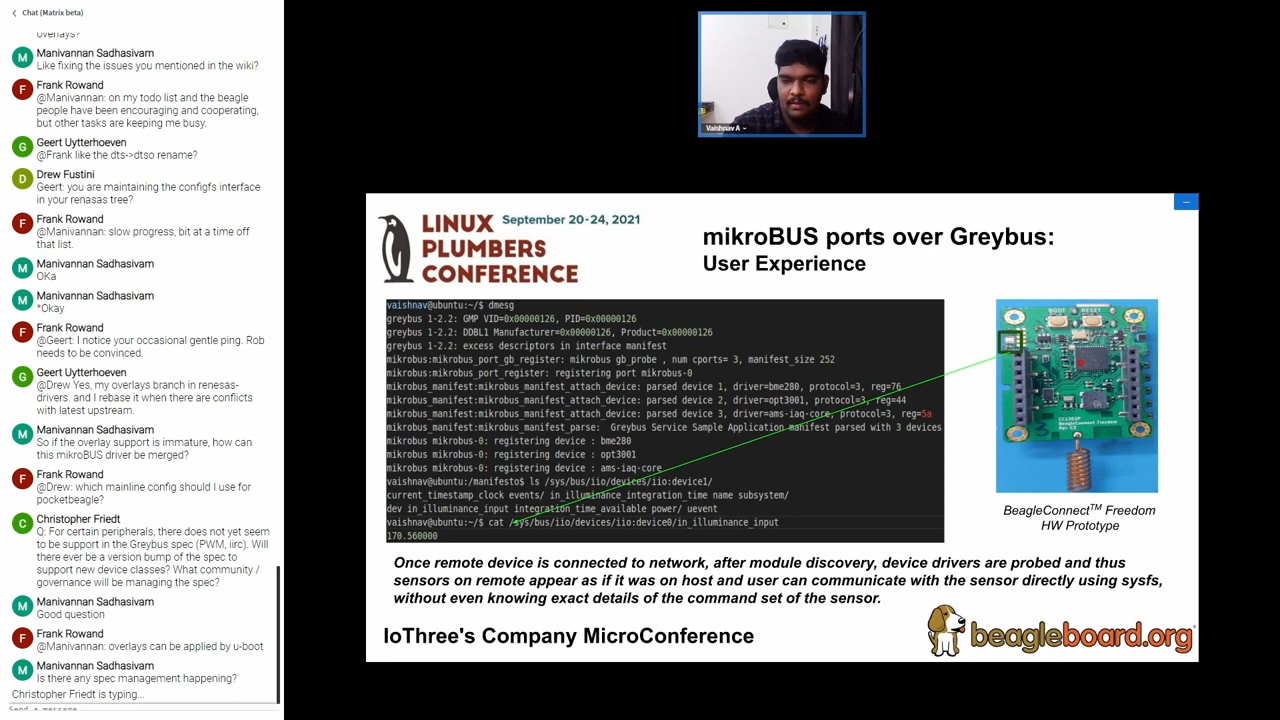 Chat (Matrix beta)
overlays?
Manivannan Sadhasivam
Like fixing the issues you mentioned in the wiki?
Frank Rowand
@Manivannan: on my todo list and the beagle
people have been encouraging and cooperating,
but other tasks are keeping me busy.
Geert Uytterhoeven
@Frank like the dts->dtso rename?
Drew Fustini
Geert: you are maintaining the configfs interface
in your renasas tree?
Frank Rowand
@Manivannan: slow progress, bit at a time off
that list.
Manivannan Sadhasivam
OKa
Manivannan Sadhasivam
*Okay
Frank Rowand
@Geert: I notice your occasional gentle ping. Rob
needs to be convinced.
Geert Uytterhoeven
@Drew Yes, my overlays branch in renesas-
drivers. and I rebase it when there are conflicts
with latest upstream.
Manivannan Sadhasivam
So if the overlay support is immature, how can
this mikroBUS driver be merged?
Frank Rowand
@Drew: which mainline config should I use for
pocketbeagle?
Christopher Friedt
Q: For certain peripherals, there does not yet seem
to be support in the Greybus spec (PWM, iirc). Will
there ever be a version bump of the spec to
support new device classes? What community /
governance will be managing the spec?
Manivannan Sadhasivam
Good question
Frank Rowand
@Manivannan: overlays can be applied by u-boot
Manivannan Sadhasivam
Is there any spec management happening?
Christopher Friedt is typing...
Send a message
M
F
G
D
F
M
M
F
G
M
F
C
M
F
M
Vaishnav A
LINUX
PLUMBERS
CONFERENCE
September 20-24, 2021
mikroBUS ports over Greybus:
User Experience
vaishnav@ubuntu:~/$ dmesg
greybus 1-2.2: GMP VID=0x00000126, PID=0x00000126
greybus 1-2.2: DDBL1 Manufacturer=0x00000126, Product=0x00000126
greybus 1-2.2: excess descriptors in interface manifest
mikrobus:mikrobus_port_gb_register: mikrobus gb_probe , num cports= 3, manifest_size 252
mikrobus:mikrobus_port_register: registering port mikrobus-0
mikrobus_manifest:mikrobus_manifest_attach_device: parsed device 1, driver=bme280, protocol=3, reg=76
mikrobus_manifest:mikrobus_manifest_attach_device: parsed device 2, driver=opt3001, protocol=3, reg=44
mikrobus_manifest:mikrobus_manifest_attach_device: parsed device 3, driver=ams-iaq-core, protocol=3, reg=5a
mikrobus_manifest:mikrobus_manifest_parse:  Greybus Service Sample Application manifest parsed with 3 devices
mikrobus mikrobus-0: registering device : bme280
mikrobus mikrobus-0: registering device : opt3001
mikrobus mikrobus-0: registering device : ams-iaq-core
vaishnav@ubuntu:/manifesto$ ls /sys/bus/iio/devices/iio:device1/
current_timestamp_clock events/ in_illuminance_integration_time name subsystem/
dev in_illuminance_input integration_time_available power/ uevent
vaishnav@ubuntu:~/$ cat /sys/bus/iio/devices/iio:device0/in_illuminance_input
170.560000
BOOT
RESET
BeagleConnect Freedom
BeagleConnect™ Freedom
HW Prototype
Once remote device is connected to network, after module discovery, device drivers are probed and thus
sensors on remote appear as if it was on host and user can communicate with the sensor directly using sysfs,
without even knowing exact details of the command set of the sensor.
IoThree's Company MicroConference
beagleboard.org